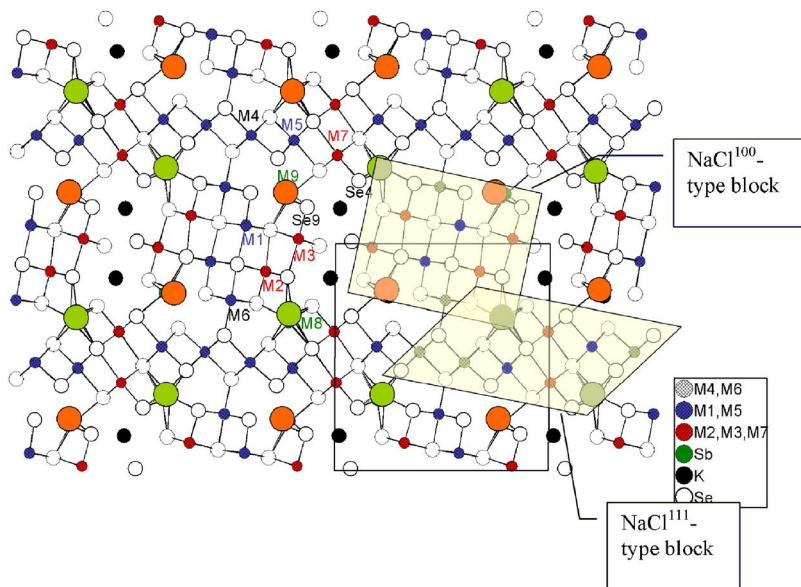 M4
M5
M7
NaCl¹⁰⁰-
type block
M9
Se4
Se9
M1
M3
M2
M6
M8
M4,M6
M1,M5
M2,M3,M7
Sb
K
Se
NaCl¹¹¹-
type block